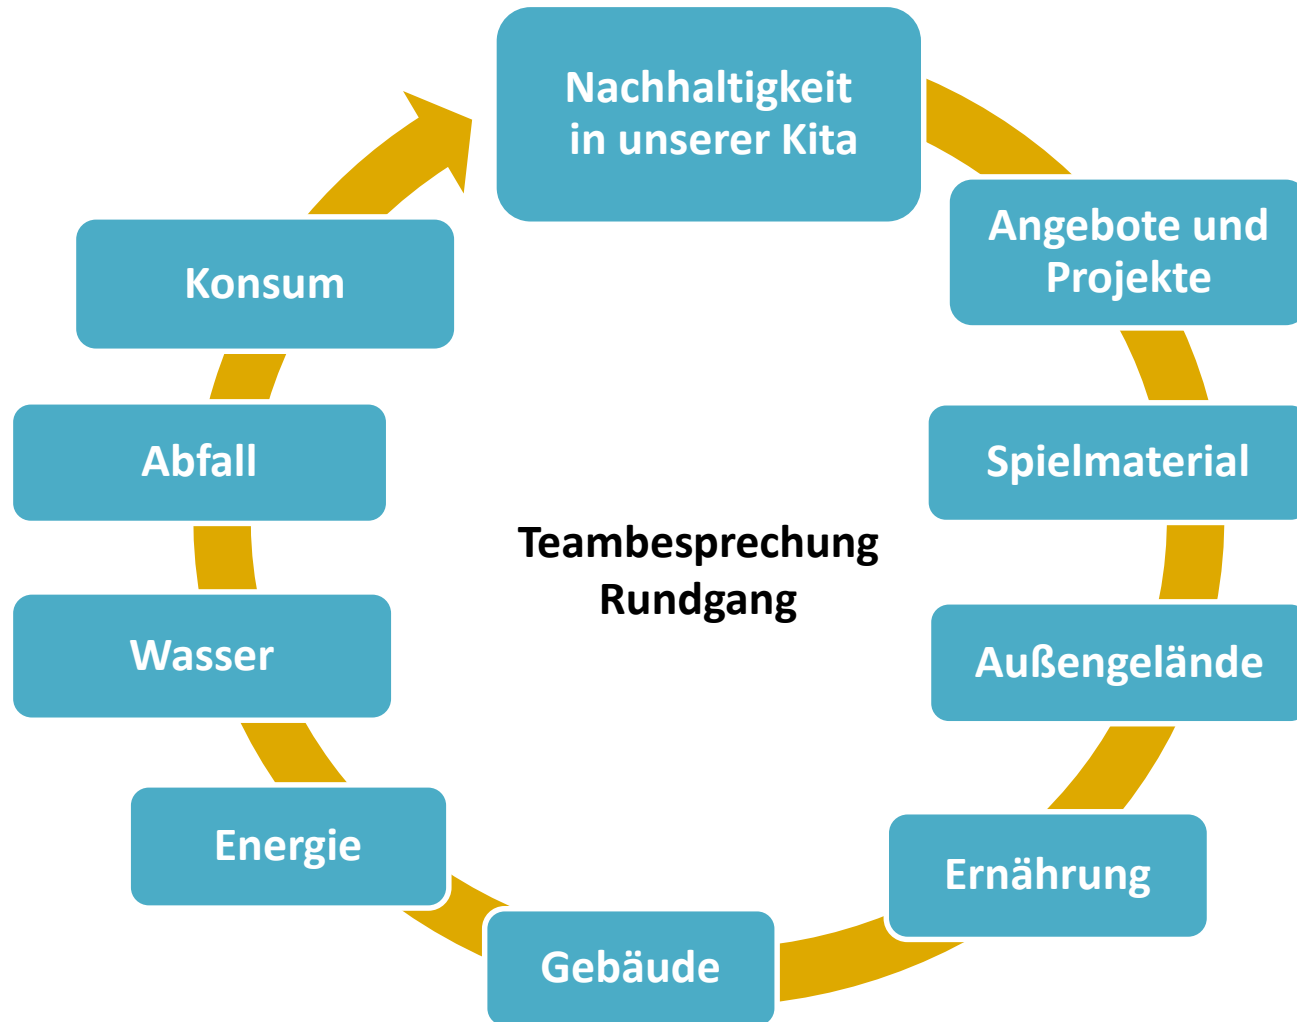 Nachhaltigkeit
in unserer Kita
Angebote und
Projekte
Spielmaterial
Außengelände
Ernährung
Gebäude
Energie
Wasser
Abfall
Konsum
Teambesprechung
Rundgang